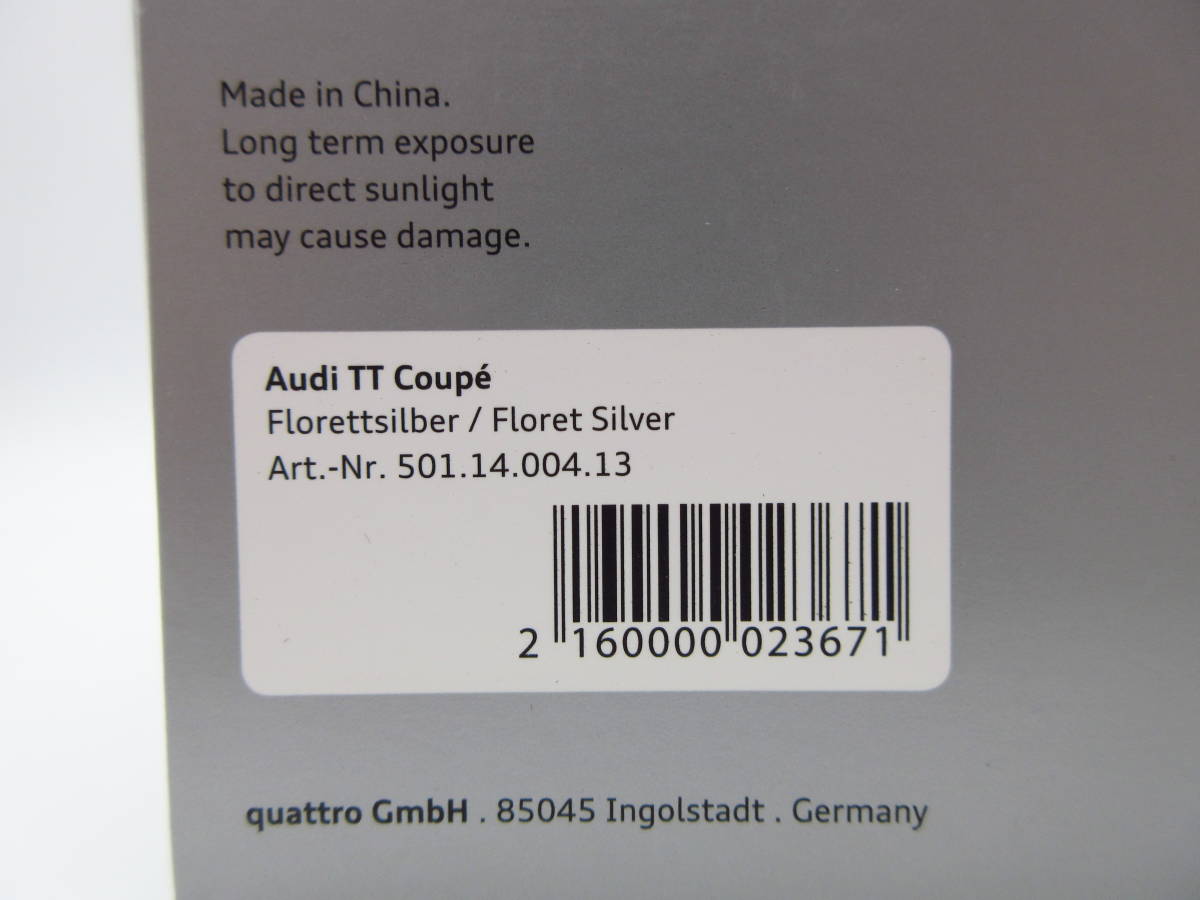 Made in China.
Long term exposure
to direct sunlight
may cause damage.
Audi TT Coupé
Florettsilber / Floret Silver
Art.-Nr. 501.14.004.13
2 160000 023671
quattro GmbH . 85045 Ingolstadt . Germany